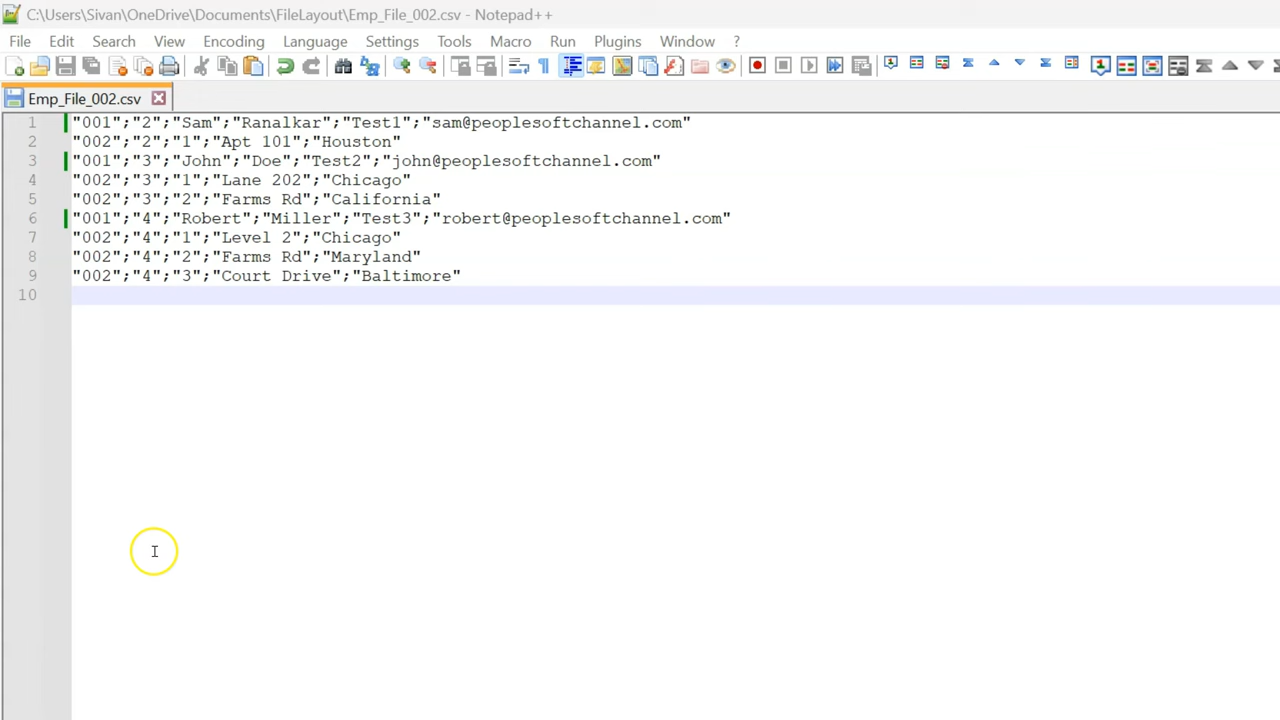 C:\Users\Sivan\OneDrive\Documents\FileLayout\Emp_File_002.csv - Notepad++
File Edit Search View Encoding Language Settings Tools Macro Run Plugins Window ?
Emp_File_002.csv
1 "001";"2";"Sam";"Ranalkar";"Test1";"sam@peoplesoftchannel.com"
2 "002";"2";"1";"Apt 101";"Houston"
3 "001";"3";"John";"Doe";"Test2";"john@peoplesoftchannel.com"
4 "002";"3";"1";"Lane 202";"Chicago"
5 "002";"3";"2";"Farms Rd";"California"
6 "001";"4";"Robert";"Miller";"Test3";"robert@peoplesoftchannel.com"
7 "002";"4";"1";"Level 2";"Chicago"
8 "002";"4";"2";"Farms Rd";"Maryland"
9 "002";"4";"3";"Court Drive";"Baltimore"
10